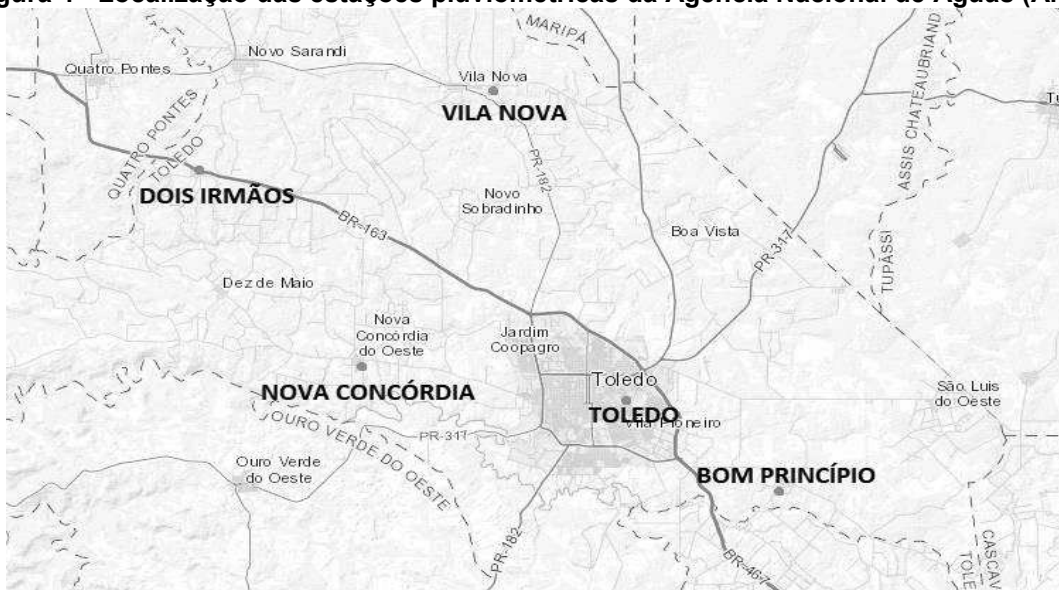 Localização das estações pluviométricas da Agência Nacional de Águas
MARIPÁ
Novo Sarandi
Quatro Pontes
Vila Nova
VILA NOVA
ASSIS CHATEAUBRIAND
QUATRO PONTES
TOLEDO
PR-182
DOIS IRMÃOS
Novo
Sobradinho
BR-163
Boa Vista
PR-317
TUPÃSSI
Dez de Maio
Nova
Concórdia
do Oeste
Jardim
Coopagro
Toledo
São Luis
do Oeste
NOVA CONCÓRDIA
TOLEDO
Vila Pioneiro
OURO VERDE DO OESTE
PR-317
Ouro Verde
do Oeste
BOM PRINCÍPIO
PR-182
BR-467